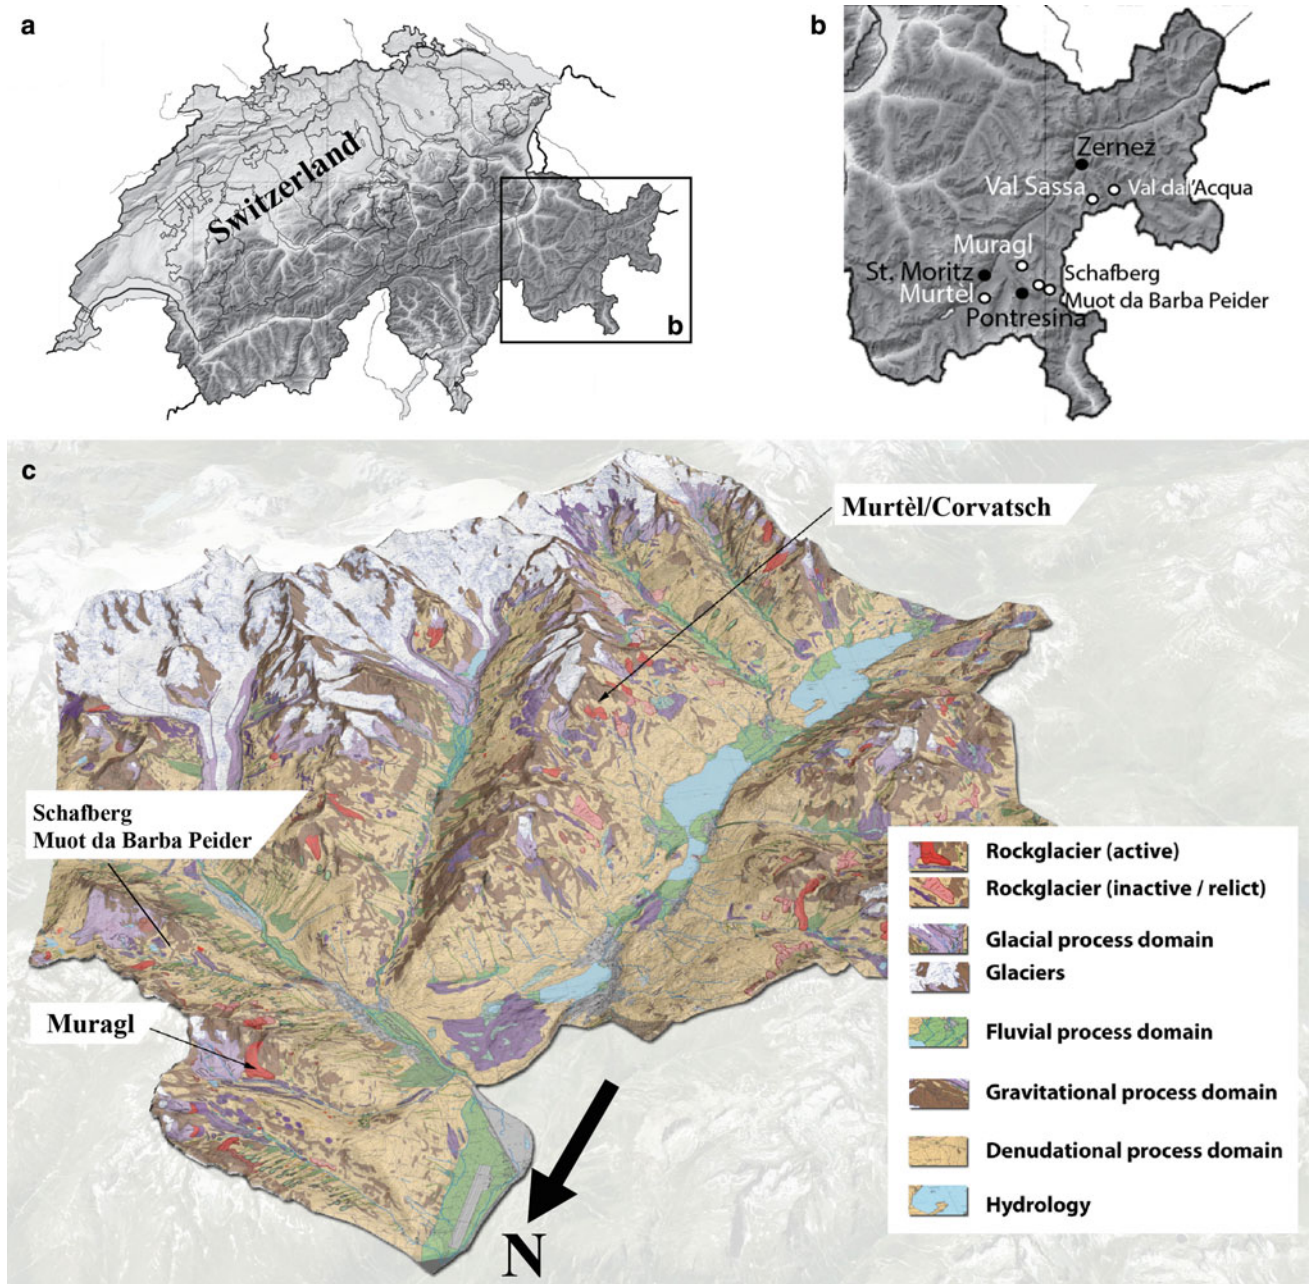 a
Switzerland
b
b
Zernez
Val Sassa
Val dal'Acqua
Muragl
St. Moritz
Schafberg
Murtèl
Muot da Barba Peider
Pontresina
c
Murtèl/Corvatsch
Schafberg
Muot da Barba Peider
Muragl
N
Rockglacier (active)
Rockglacier (inactive / relict)
Glacial process domain
Glaciers
Fluvial process domain
Gravitational process domain
Denudational process domain
Hydrology